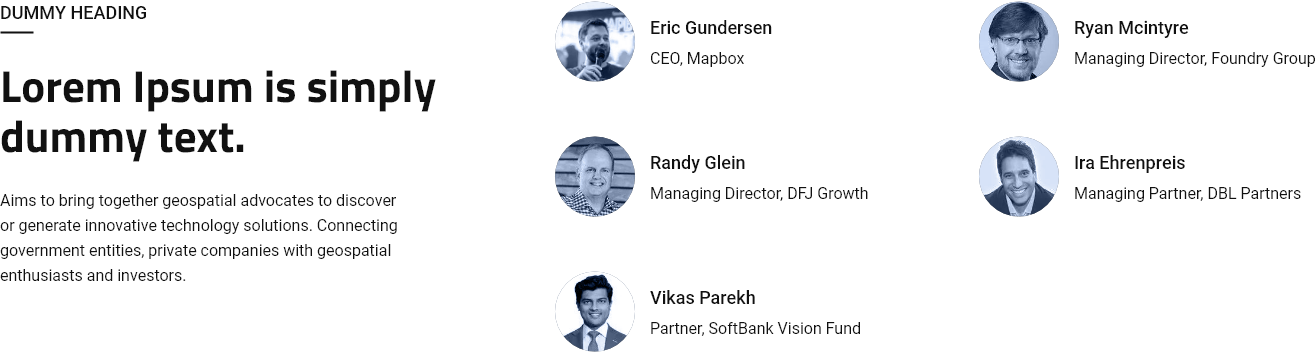 DUMMY HEADING
Lorem Ipsum is simply
dummy text.
Aims to bring together geospatial advocates to discover
or generate innovative technology solutions. Connecting
government entities, private companies with geospatial
enthusiasts and investors.
Eric Gundersen
CEO, Mapbox
Ryan Mcintyre
Managing Director, Foundry Group
Randy Glein
Managing Director, DFJ Growth
Ira Ehrenpreis
Managing Partner, DBL Partners
Vikas Parekh
Partner, SoftBank Vision Fund